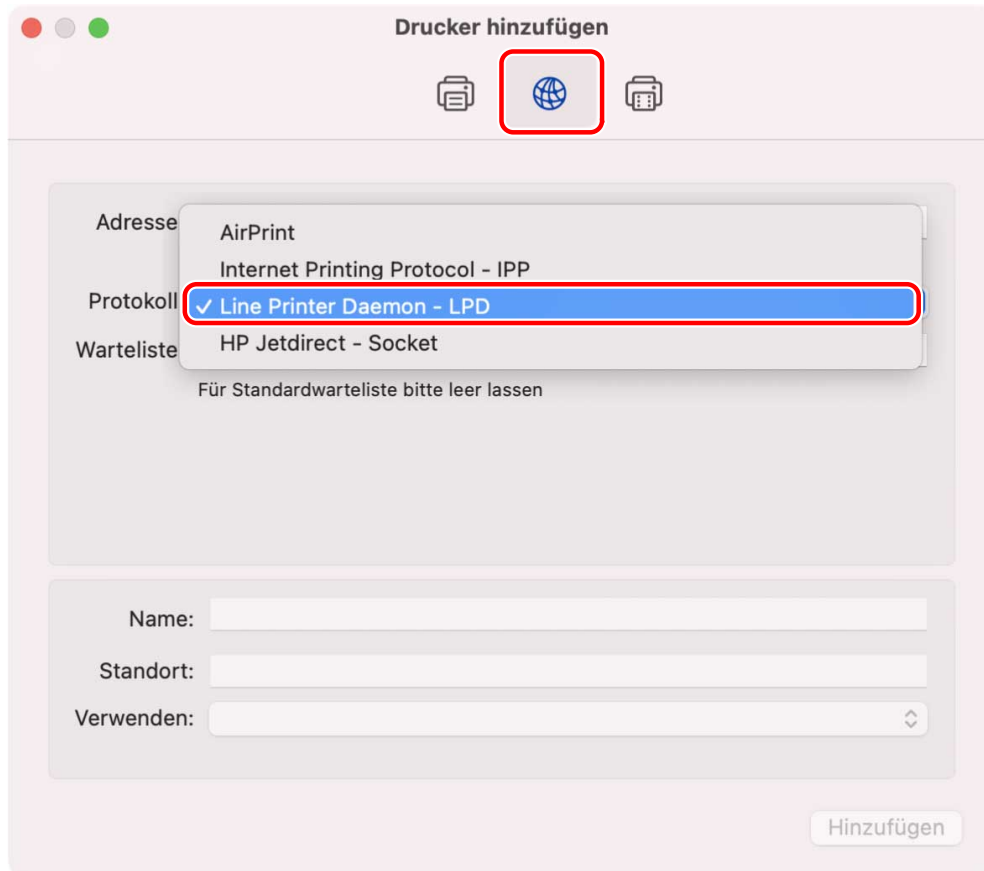 Drucker hinzufügen
Adresse
AirPrint
Internet Printing Protocol - IPP
Protokoll
✓ Line Printer Daemon - LPD
Warteliste
HP Jetdirect - Socket
Für Standardwarteliste bitte leer lassen
Name:
Standort:
Verwenden:
Hinzufügen